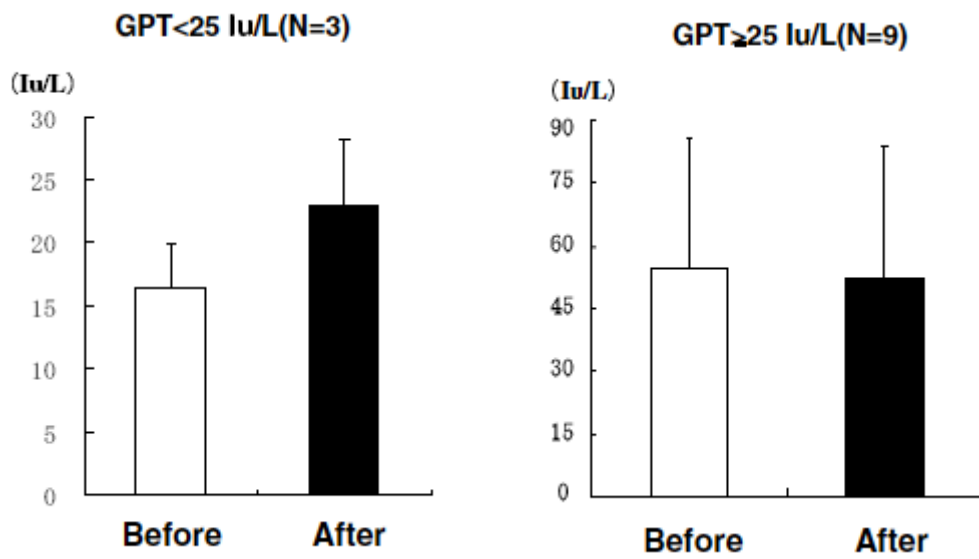 GPT<25 Iu/L(N=3)
(Iu/L)
30
25
20
15
10
5
0
Before After
GPT≧25 Iu/L(N=9)
(Iu/L)
90
75
60
45
30
15
0
Before After